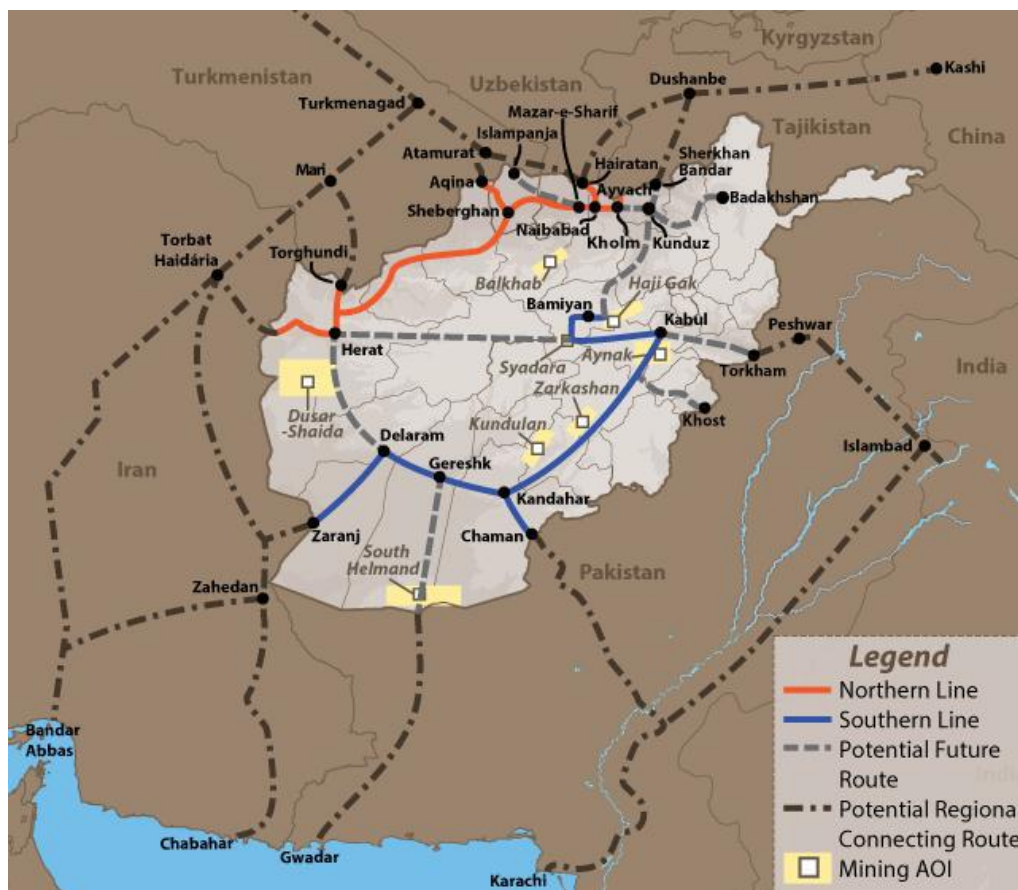 Kyrgyzstan
Kashi
Turkmenistan
Uzbekistan
Dushanbe
Turkmenagad
Mazar-e-Sharif
Islampanja
Tajikistan
China
Atamurat
Hairatan
Sherkhan
Bandar
Mari
Aqina
Ayvach
Badakhshan
Sheberghan
Naibabad
Kholm
Kunduz
Torbat
Haidária
Torghundi
Balkhab
Haji Gak
Bamiyan
Kabul
Peshwar
Herat
Syadara
Aynak
Torkham
India
Zarkashan
Dusar
-Shaida
Kundulan
Khost
Delaram
Islambad
Iran
Gereshk
Kandahar
Zaranj
Chaman
South
Helmand
Pakistan
Zahedan
Bandar
Abbas
Chabahar
Gwadar
Karachi
Legend
Northern Line
Southern Line
Potential Future
Route
Potential Regiona
Connecting Route
Mining AOI